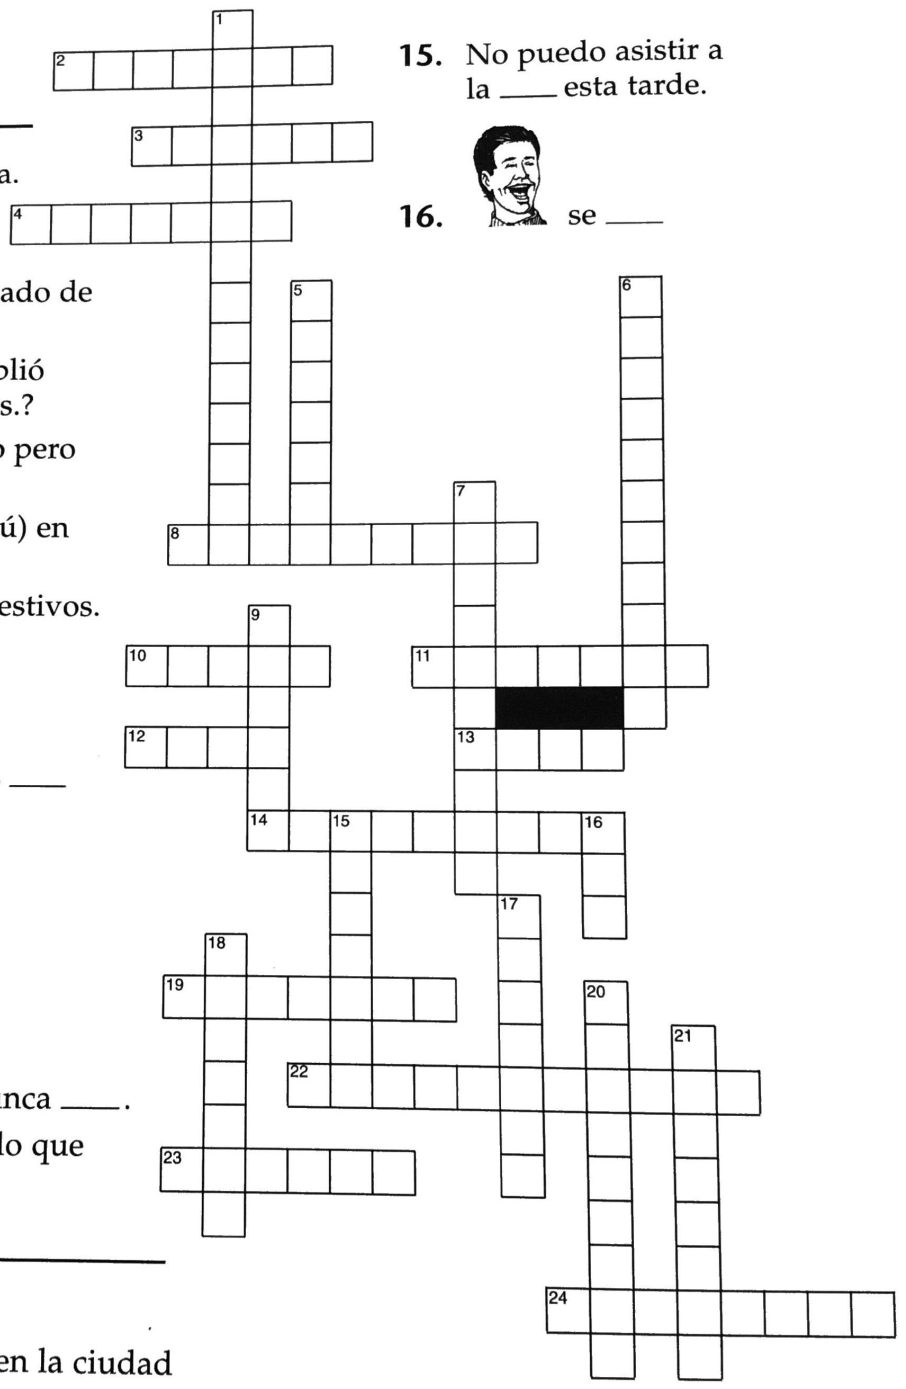 15. No puedo asistir a
la ____ esta tarde.
a.
16. se ____
ado de
olió
s.?
o pero
ú) en
estivos.
____
nca ____.
lo que
en la ciudad
1
2
3
4
5
6
7
8
9
10
11
12
13
14
15
16
17
18
19
20
21
22
23
24